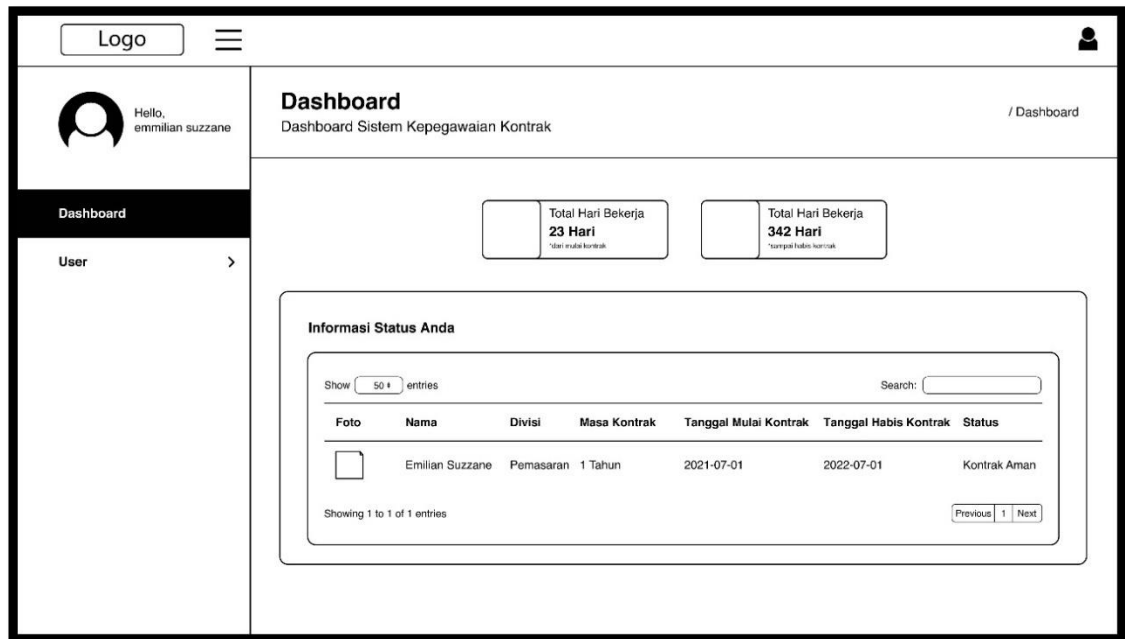 Logo
Hello,
emmilian suzzane
Dashboard
User
Dashboard
Dashboard Sistem Kepegawaian Kontrak
/ Dashboard
Total Hari Bekerja
23 Hari
*dari mulai kontrak
Total Hari Bekerja
342 Hari
*sampai habis kontrak
Informasi Status Anda
Show 50 entries
Search:
Foto Nama Divisi Masa Kontrak Tanggal Mulai Kontrak Tanggal Habis Kontrak Status
Emilian Suzzane Pemasaran 1 Tahun 2021-07-01 2022-07-01 Kontrak Aman
Showing 1 to 1 of 1 entries
Previous 1 Next